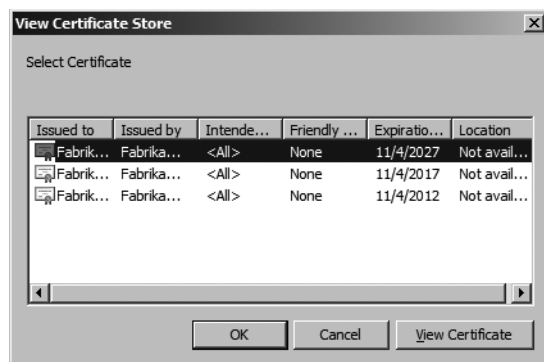 View Certificate Store
Select Certificate
Issued to Issued by Intende... Friendly ... Expiratio... Location
Fabrik... Fabrika... <All> None 11/4/2027 Not avail...
Fabrik... Fabrika... <All> None 11/4/2017 Not avail...
Fabrik... Fabrika... <All> None 11/4/2012 Not avail...
OK Cancel View Certificate